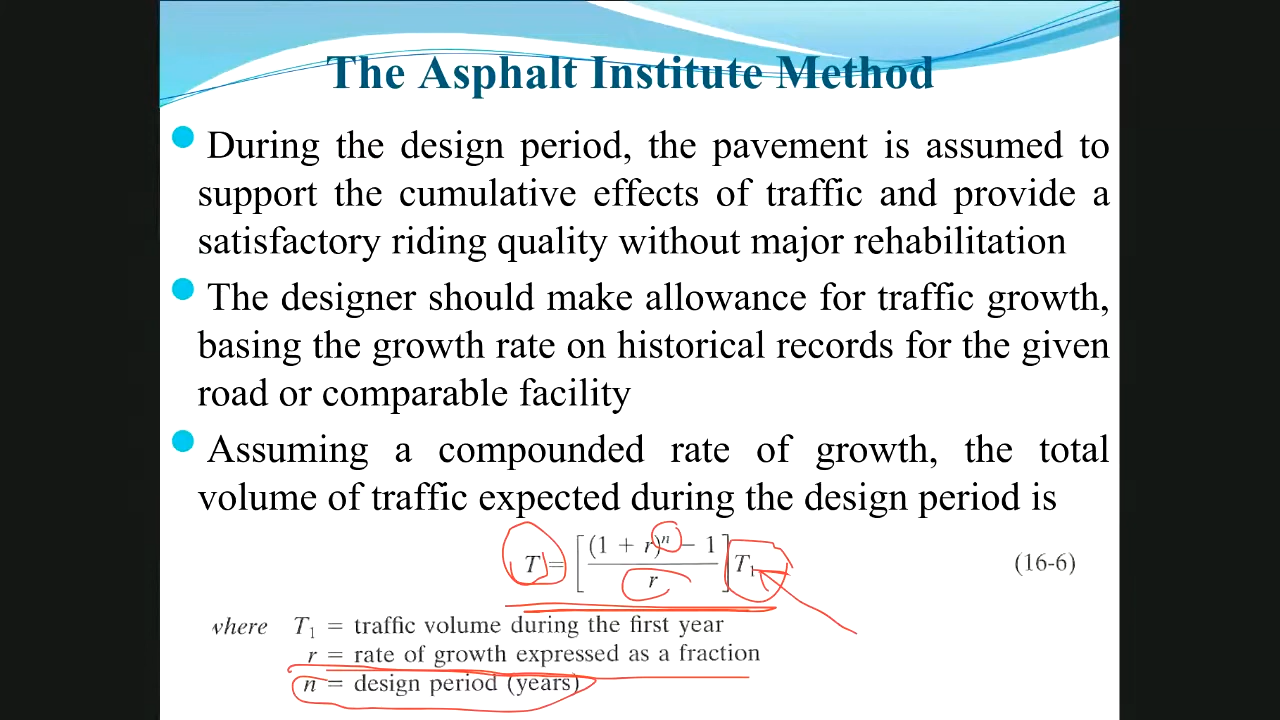 The Asphalt Institute Method
During the design period, the pavement is assumed to
support the cumulative effects of traffic and provide a
satisfactory riding quality without major rehabilitation
The designer should make allowance for traffic growth,
basing the growth rate on historical records for the given
road or comparable facility
Assuming a compounded rate of growth, the total
volume of traffic expected during the design period is
T = [ ((1 + r)ⁿ − 1) / r ] T₁ (16-6)
where T₁ = traffic volume during the first year
r = rate of growth expressed as a fraction
n = design period (years)